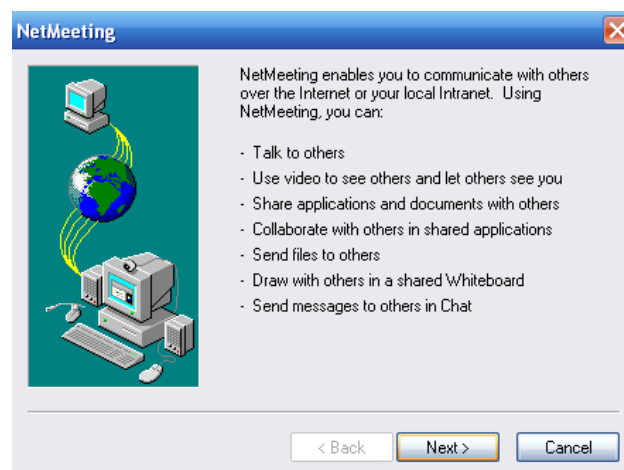 NetMeeting
NetMeeting enables you to communicate with others
over the Internet or your local Intranet. Using
NetMeeting, you can:
- Talk to others
- Use video to see others and let others see you
- Share applications and documents with others
- Collaborate with others in shared applications
- Send files to others
- Draw with others in a shared Whiteboard
- Send messages to others in Chat
< Back
Next >
Cancel